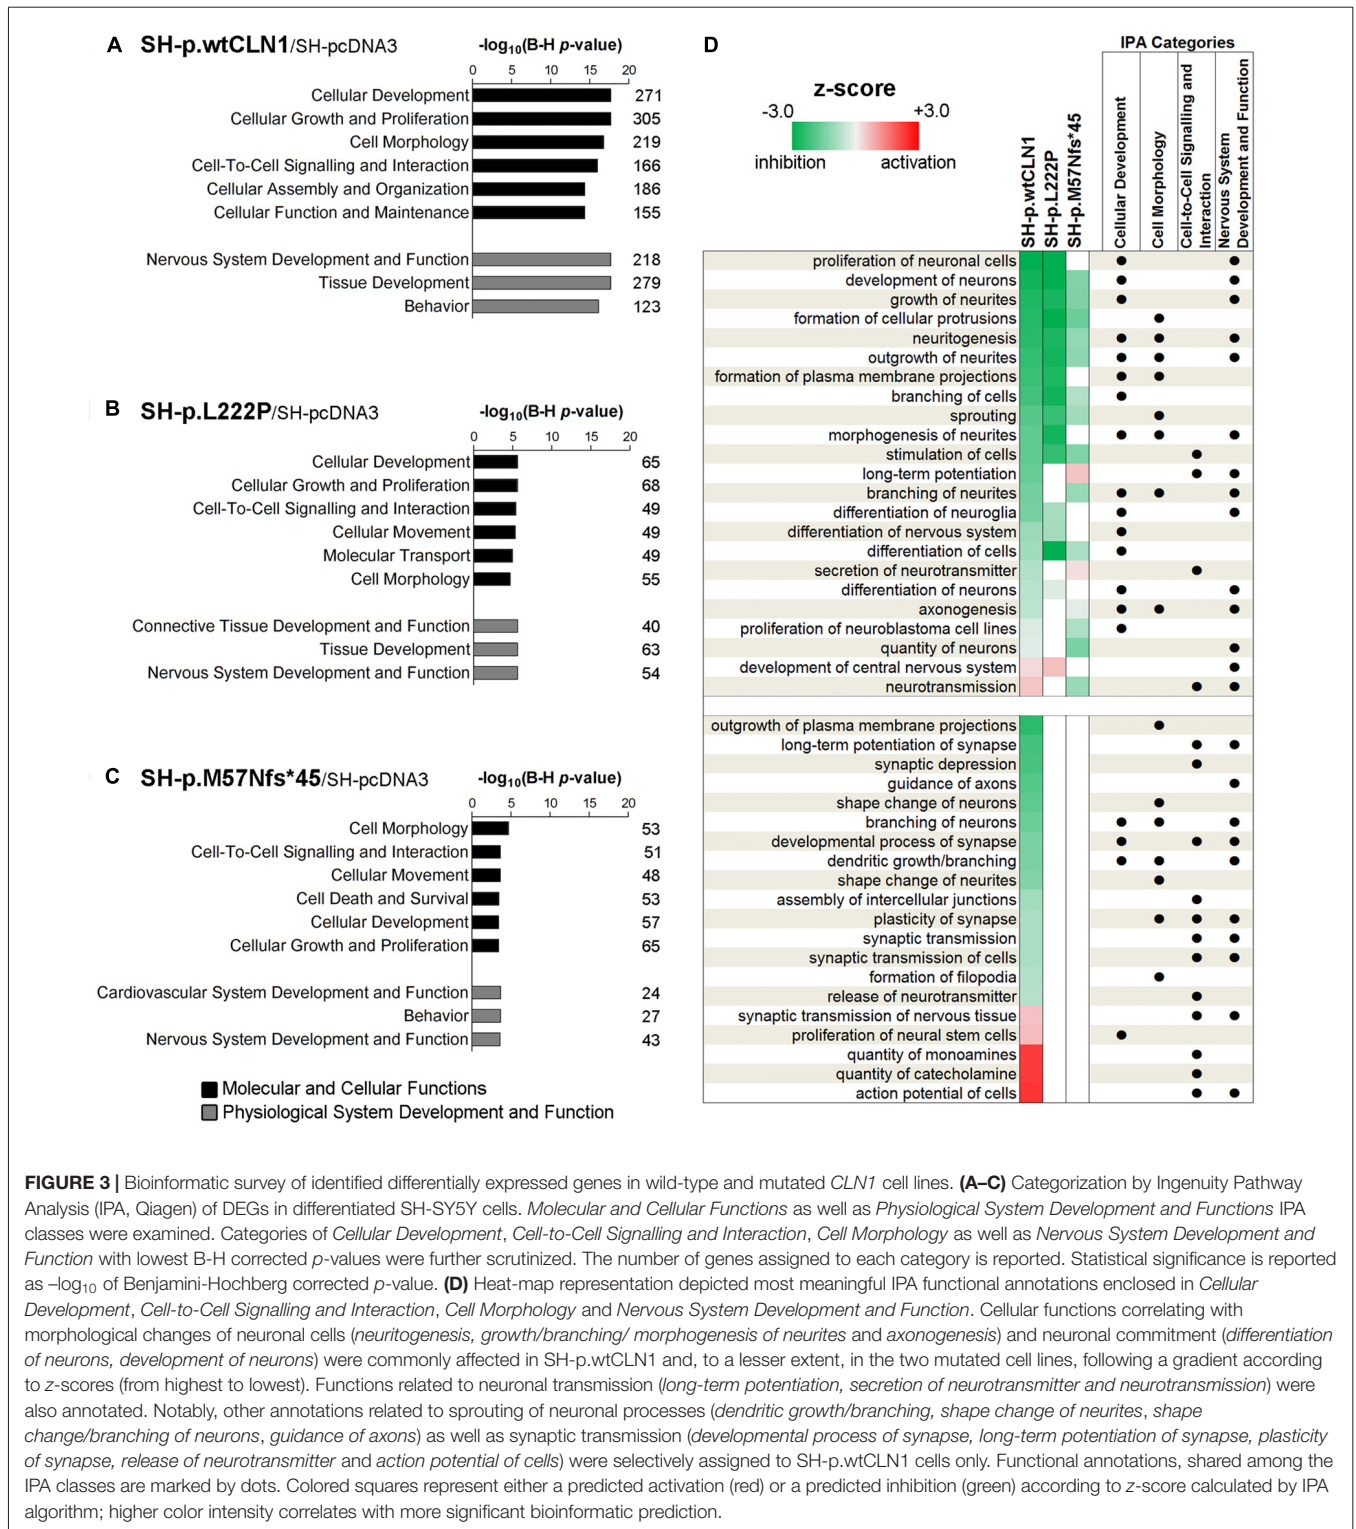 A SH-p.wtCLN1/SH-pcDNA3
-log10(B-H p-value)
0 5 10 15 20
Cellular Development 271
Cellular Growth and Proliferation 305
Cell Morphology 219
Cell-To-Cell Signalling and Interaction 166
Cellular Assembly and Organization 186
Cellular Function and Maintenance 155
Nervous System Development and Function 218
Tissue Development 279
Behavior 123
B SH-p.L222P/SH-pcDNA3
-log10(B-H p-value)
0 5 10 15 20
Cellular Development 65
Cellular Growth and Proliferation 68
Cell-To-Cell Signalling and Interaction 49
Cellular Movement 49
Molecular Transport 49
Cell Morphology 55
Connective Tissue Development and Function 40
Tissue Development 63
Nervous System Development and Function 54
C SH-p.M57Nfs*45/SH-pcDNA3
-log10(B-H p-value)
0 5 10 15 20
Cell Morphology 53
Cell-To-Cell Signalling and Interaction 51
Cellular Movement 48
Cell Death and Survival 53
Cellular Development 57
Cellular Growth and Proliferation 65
Cardiovascular System Development and Function 24
Behavior 27
Nervous System Development and Function 43
Molecular and Cellular Functions
Physiological System Development and Function
D
z-score
-3.0 +3.0
inhibition activation
SH-p.wtCLN1
SH-p.L222P
SH-p.M57Nfs*45
IPA Categories
Cellular Development
Cell Morphology
Cell-to-Cell Signalling and
Interaction
Nervous System
Development and Function
proliferation of neuronal cells
development of neurons
growth of neurites
formation of cellular protrusions
neuritogenesis
outgrowth of neurites
formation of plasma membrane projections
branching of cells
sprouting
morphogenesis of neurites
stimulation of cells
long-term potentiation
branching of neurites
differentiation of neuroglia
differentiation of nervous system
differentiation of cells
secretion of neurotransmitter
differentiation of neurons
axonogenesis
proliferation of neuroblastoma cell lines
quantity of neurons
development of central nervous system
neurotransmission
outgrowth of plasma membrane projections
long-term potentiation of synapse
synaptic depression
guidance of axons
shape change of neurons
branching of neurons
developmental process of synapse
dendritic growth/branching
shape change of neurites
assembly of intercellular junctions
plasticity of synapse
synaptic transmission
synaptic transmission of cells
formation of filopodia
release of neurotransmitter
synaptic transmission of nervous tissue
proliferation of neural stem cells
quantity of monoamines
quantity of catecholamine
action potential of cells
FIGURE 3 | Bioinformatic survey of identified differentially expressed genes in wild-type and mutated CLN1 cell lines. (A–C) Categorization by Ingenuity Pathway
Analysis (IPA, Qiagen) of DEGs in differentiated SH-SY5Y cells. Molecular and Cellular Functions as well as Physiological System Development and Functions IPA
classes were examined. Categories of Cellular Development, Cell-to-Cell Signalling and Interaction, Cell Morphology as well as Nervous System Development and
Function with lowest B-H corrected p-values were further scrutinized. The number of genes assigned to each category is reported. Statistical significance is reported
as –log10 of Benjamini-Hochberg corrected p-value. (D) Heat-map representation depicted most meaningful IPA functional annotations enclosed in Cellular
Development, Cell-to-Cell Signalling and Interaction, Cell Morphology and Nervous System Development and Function. Cellular functions correlating with
morphological changes of neuronal cells (neuritogenesis, growth/branching/ morphogenesis of neurites and axonogenesis) and neuronal commitment (differentiation
of neurons, development of neurons) were commonly affected in SH-p.wtCLN1 and, to a lesser extent, in the two mutated cell lines, following a gradient according
to z-scores (from highest to lowest). Functions related to neuronal transmission (long-term potentiation, secretion of neurotransmitter and neurotransmission) were
also annotated. Notably, other annotations related to sprouting of neuronal processes (dendritic growth/branching, shape change of neurites, shape
change/branching of neurons, guidance of axons) as well as synaptic transmission (developmental process of synapse, long-term potentiation of synapse, plasticity
of synapse, release of neurotransmitter and action potential of cells) were selectively assigned to SH-p.wtCLN1 cells only. Functional annotations, shared among the
IPA classes are marked by dots. Colored squares represent either a predicted activation (red) or a predicted inhibition (green) according to z-score calculated by IPA
algorithm; higher color intensity correlates with more significant bioinformatic prediction.